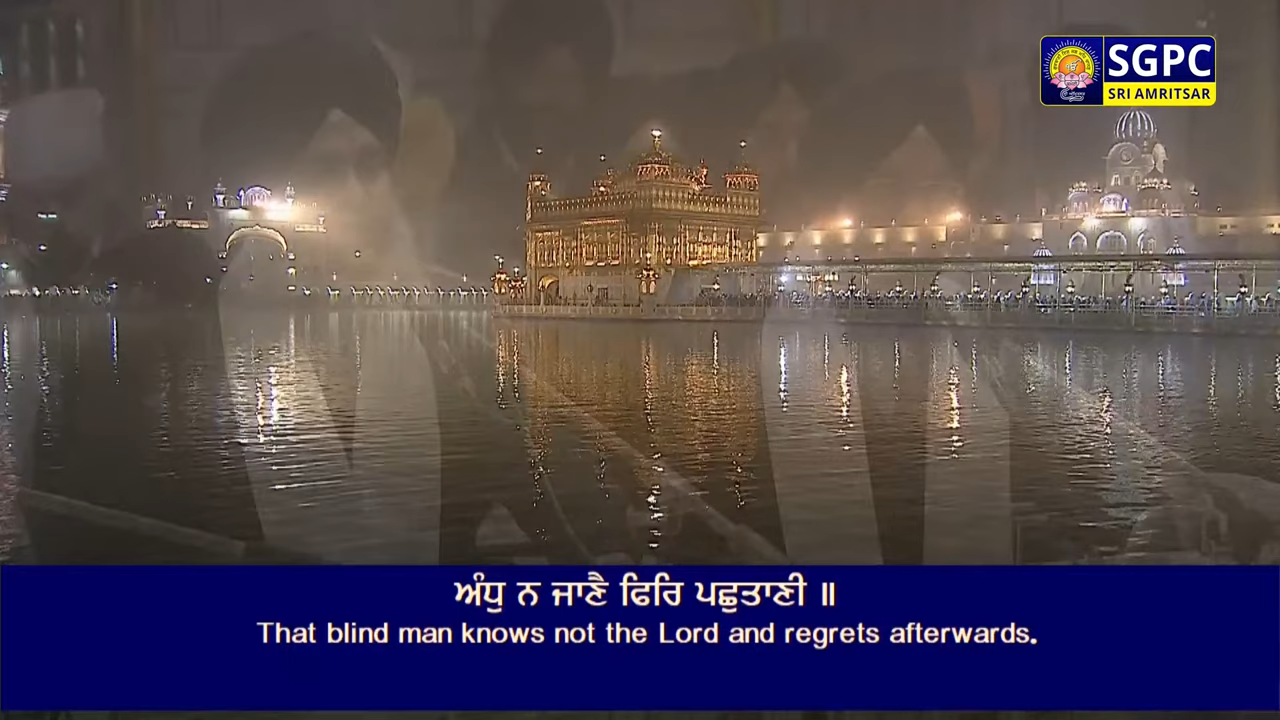 SGPC
SRI AMRITSAR
ਅੰਧੁ ਨ ਜਾਣੈ ਫਿਰਿ ਪਛੁਤਾਣੀ ॥
That blind man knows not the Lord and regrets afterwards.